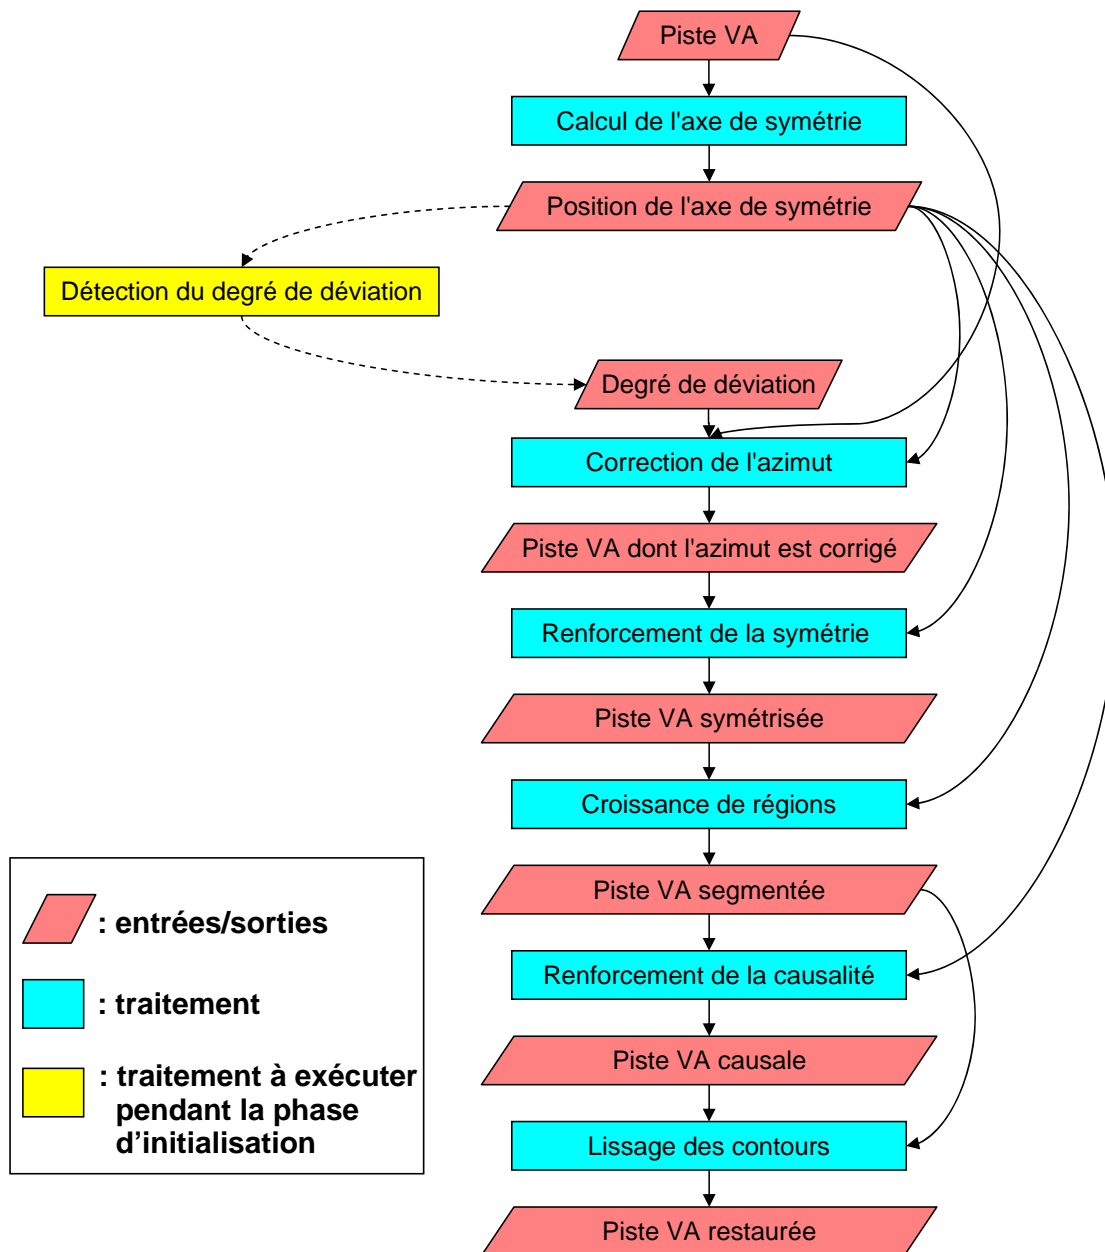 Piste VA
Calcul de l'axe de symétrie
Position de l'axe de symétrie
Détection du degré de déviation
Degré de déviation
Correction de l'azimut
Piste VA dont l'azimut est corrigé
Renforcement de la symétrie
Piste VA symétrisée
Croissance de régions
Piste VA segmentée
Renforcement de la causalité
Piste VA causale
Lissage des contours
Piste VA restaurée
: entrées/sorties
: traitement
: traitement à exécuter
pendant la phase
d’initialisation